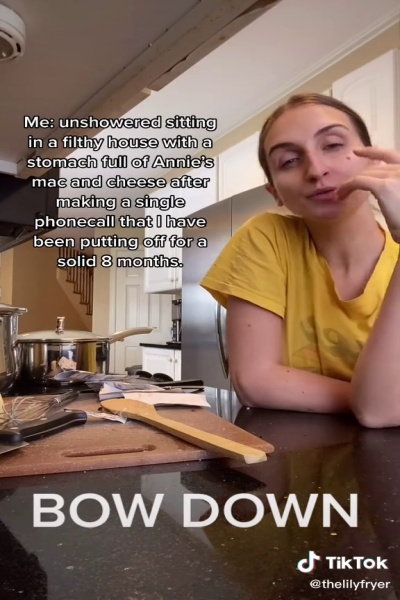 Me: unshowered sitting
in a filthy house with a
stomach full of Annie's
mac and cheese after
making a single
phonecall that I have
been putting off for a
solid 8 months.
BOW DOWN
TikTok
@thelilyfryer